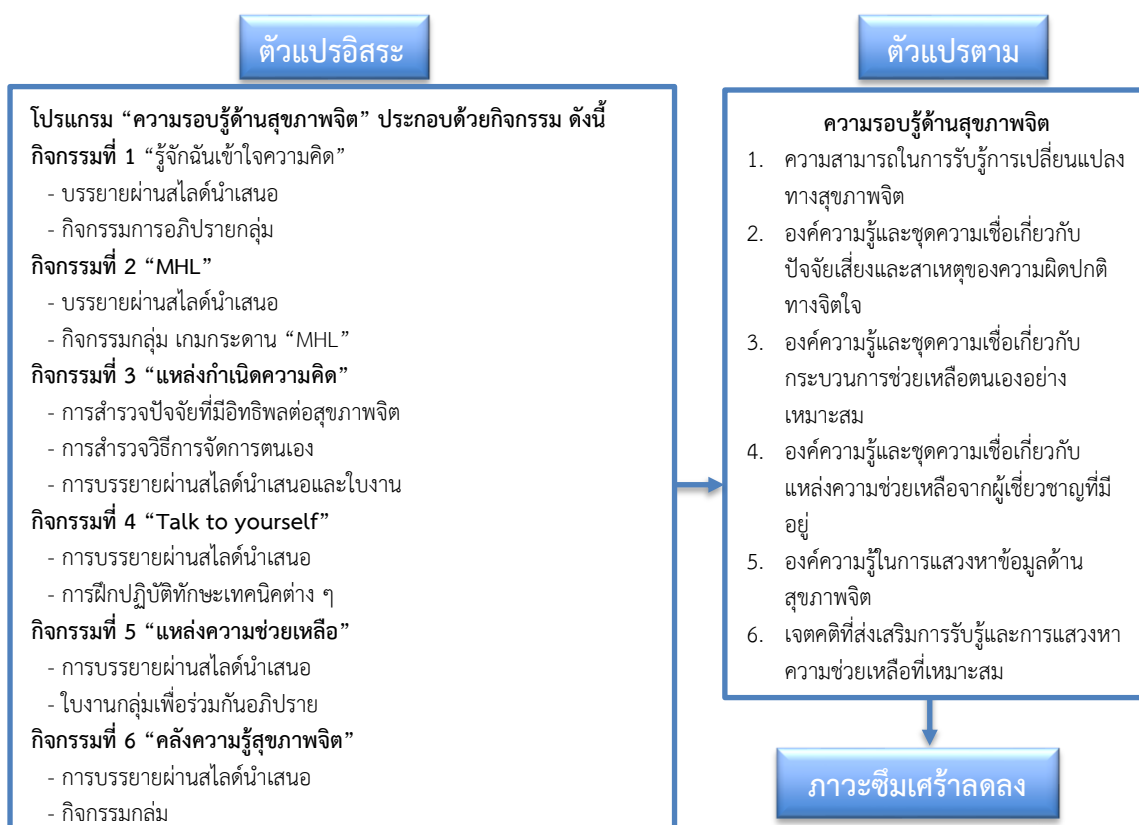 ตัวแปรอิสระ
โปรแกรม “ความรอบรู้ด้านสุขภาพจิต” ประกอบด้วยกิจกรรม ดังนี้
กิจกรรมที่ 1 “รู้จักฉันเข้าใจความคิด”
- บรรยายผ่านสไลด์นำเสนอ
- กิจกรรมการอภิปรายกลุ่ม
กิจกรรมที่ 2 “MHL”
- บรรยายผ่านสไลด์นำเสนอ
- กิจกรรมกลุ่ม เกมกระดาน “MHL”
กิจกรรมที่ 3 “แหล่งกำเนิดความคิด”
- การสำรวจปัจจัยที่มีอิทธิพลต่อสุขภาพจิต
- การสำรวจวิธีการจัดการตนเอง
- การบรรยายผ่านสไลด์นำเสนอและใบงาน
กิจกรรมที่ 4 “Talk to yourself”
- การบรรยายผ่านสไลด์นำเสนอ
- การฝึกปฏิบัติทักษะเทคนิคต่าง ๆ
กิจกรรมที่ 5 “แหล่งความช่วยเหลือ”
- การบรรยายผ่านสไลด์นำเสนอ
- ใบงานกลุ่มเพื่อร่วมกันอภิปราย
กิจกรรมที่ 6 “คลังความรู้สุขภาพจิต”
- การบรรยายผ่านสไลด์นำเสนอ
- กิจกรรมกลุ่ม
ตัวแปรตาม
ความรอบรู้ด้านสุขภาพจิต
1. ความสามารถในการรับรู้การเปลี่ยนแปลง
ทางสุขภาพจิต
2. องค์ความรู้และชุดความเชื่อเกี่ยวกับ
ปัจจัยเสี่ยงและสาเหตุของความผิดปกติ
ทางจิตใจ
3. องค์ความรู้และชุดความเชื่อเกี่ยวกับ
กระบวนการช่วยเหลือตนเองอย่าง
เหมาะสม
4. องค์ความรู้และชุดความเชื่อเกี่ยวกับ
แหล่งความช่วยเหลือจากผู้เชี่ยวชาญที่มี
อยู่
5. องค์ความรู้ในการแสวงหาข้อมูลด้าน
สุขภาพจิต
6. เจตคติที่ส่งเสริมการรับรู้และการแสวงหา
ความช่วยเหลือที่เหมาะสม
ภาวะซึมเศร้าลดลง